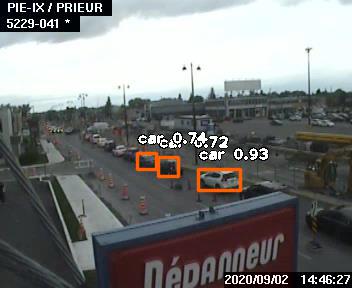 PIE-IX / PRIEUR
5229-041 *
car 0.74
car 0.72
car 0.93
Dépanneur
2020/09/02 14:46:27